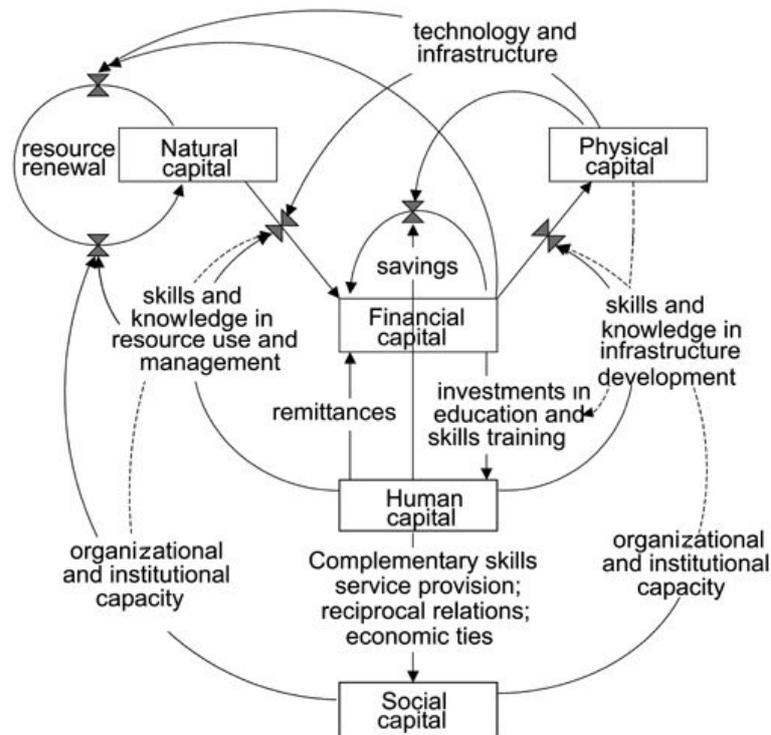 technology and
infrastructure
resource
renewal
Natural
capital
Physical
capital
savings
skills and
knowledge in
resource use and
management
Financial
capital
skills and
knowledge in
infrastructure
development
remittances
investments in
education and
skills training
Human
capital
organizational
and institutional
capacity
Complementary skills
service provision;
reciprocal relations;
economic ties
organizational
and institutional
capacity
Social
capital